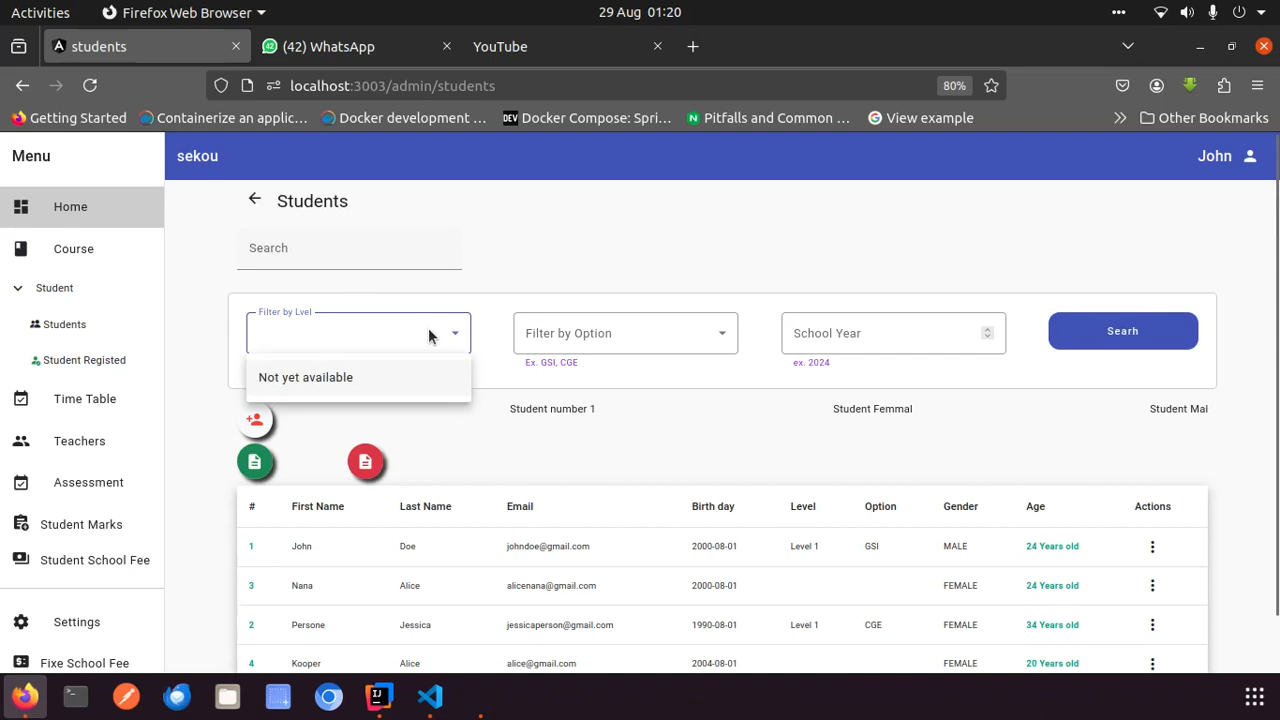 Activities Firefox Web Browser 29 Aug 01:20
students (42) WhatsApp YouTube
localhost:3003/admin/students 80%
Getting Started Containerize an applic... Docker development ... DEV Docker Compose: Spri... Pitfalls and Common ... View example Other Bookmarks
Menu
sekou
John
Home
Course
Student
Students
Student Registed
Time Table
Teachers
Assessment
Student Marks
Student School Fee
Settings
Fixe School Fee
Students
Search
Filter by Lvel
Filter by Option
School Year
Searh
Ex. GSI, CGE
ex. 2024
Not yet available
Student number 1 Student Femmal Student Mal
# First Name Last Name Email Birth day Level Option Gender Age Actions
1 John Doe johndoe@gmail.com 2000-08-01 Level 1 GSI MALE 24 Years old
3 Nana Alice alicenana@gmail.com 2000-08-01 FEMALE 24 Years old
2 Persone Jessica jessicaperson@gmail.com 1990-08-01 Level 1 CGE FEMALE 34 Years old
4 Kooper Alice alice@gmail.com 2004-08-01 FEMALE 20 Years old